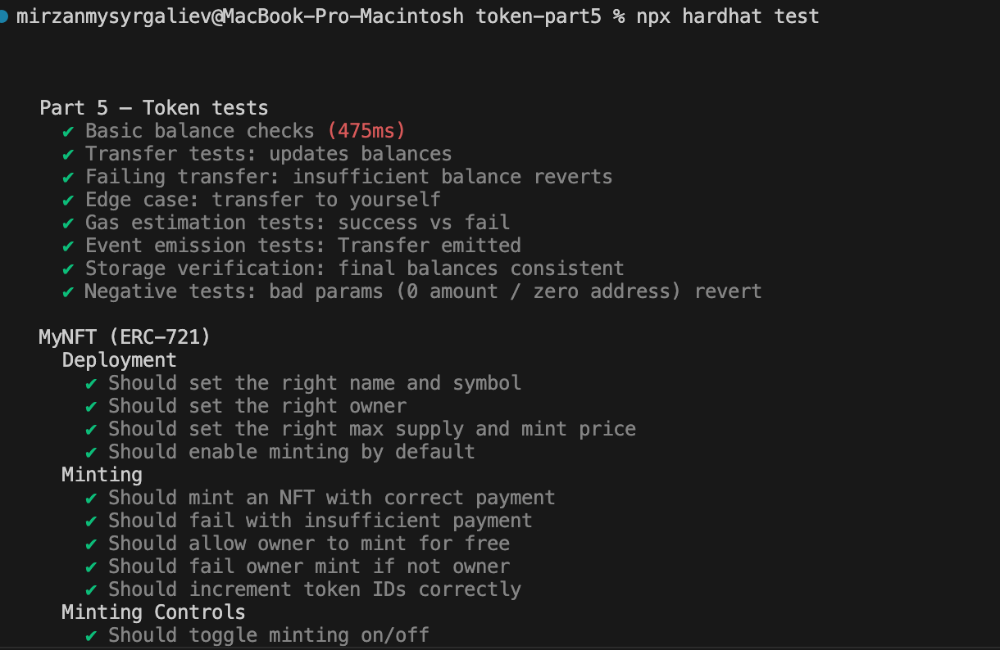 mirzanmysyrgaliev@MacBook-Pro-Macintosh token-part5 % npx hardhat test
Part 5 – Token tests
✔ Basic balance checks (475ms)
✔ Transfer tests: updates balances
✔ Failing transfer: insufficient balance reverts
✔ Edge case: transfer to yourself
✔ Gas estimation tests: success vs fail
✔ Event emission tests: Transfer emitted
✔ Storage verification: final balances consistent
✔ Negative tests: bad params (0 amount / zero address) revert
MyNFT (ERC-721)
Deployment
✔ Should set the right name and symbol
✔ Should set the right owner
✔ Should set the right max supply and mint price
✔ Should enable minting by default
Minting
✔ Should mint an NFT with correct payment
✔ Should fail with insufficient payment
✔ Should allow owner to mint for free
✔ Should fail owner mint if not owner
✔ Should increment token IDs correctly
Minting Controls
✔ Should toggle minting on/off